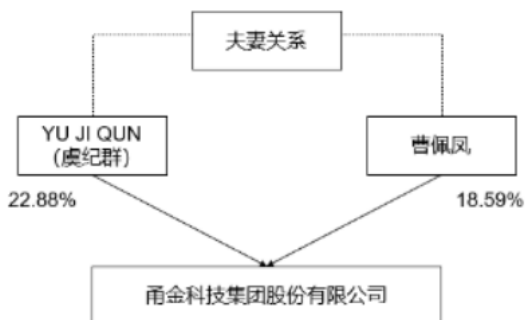 夫妻关系
YU JI QUN
（虞纪群）
曹佩凤
22.88%
18.59%
甬金科技集团股份有限公司